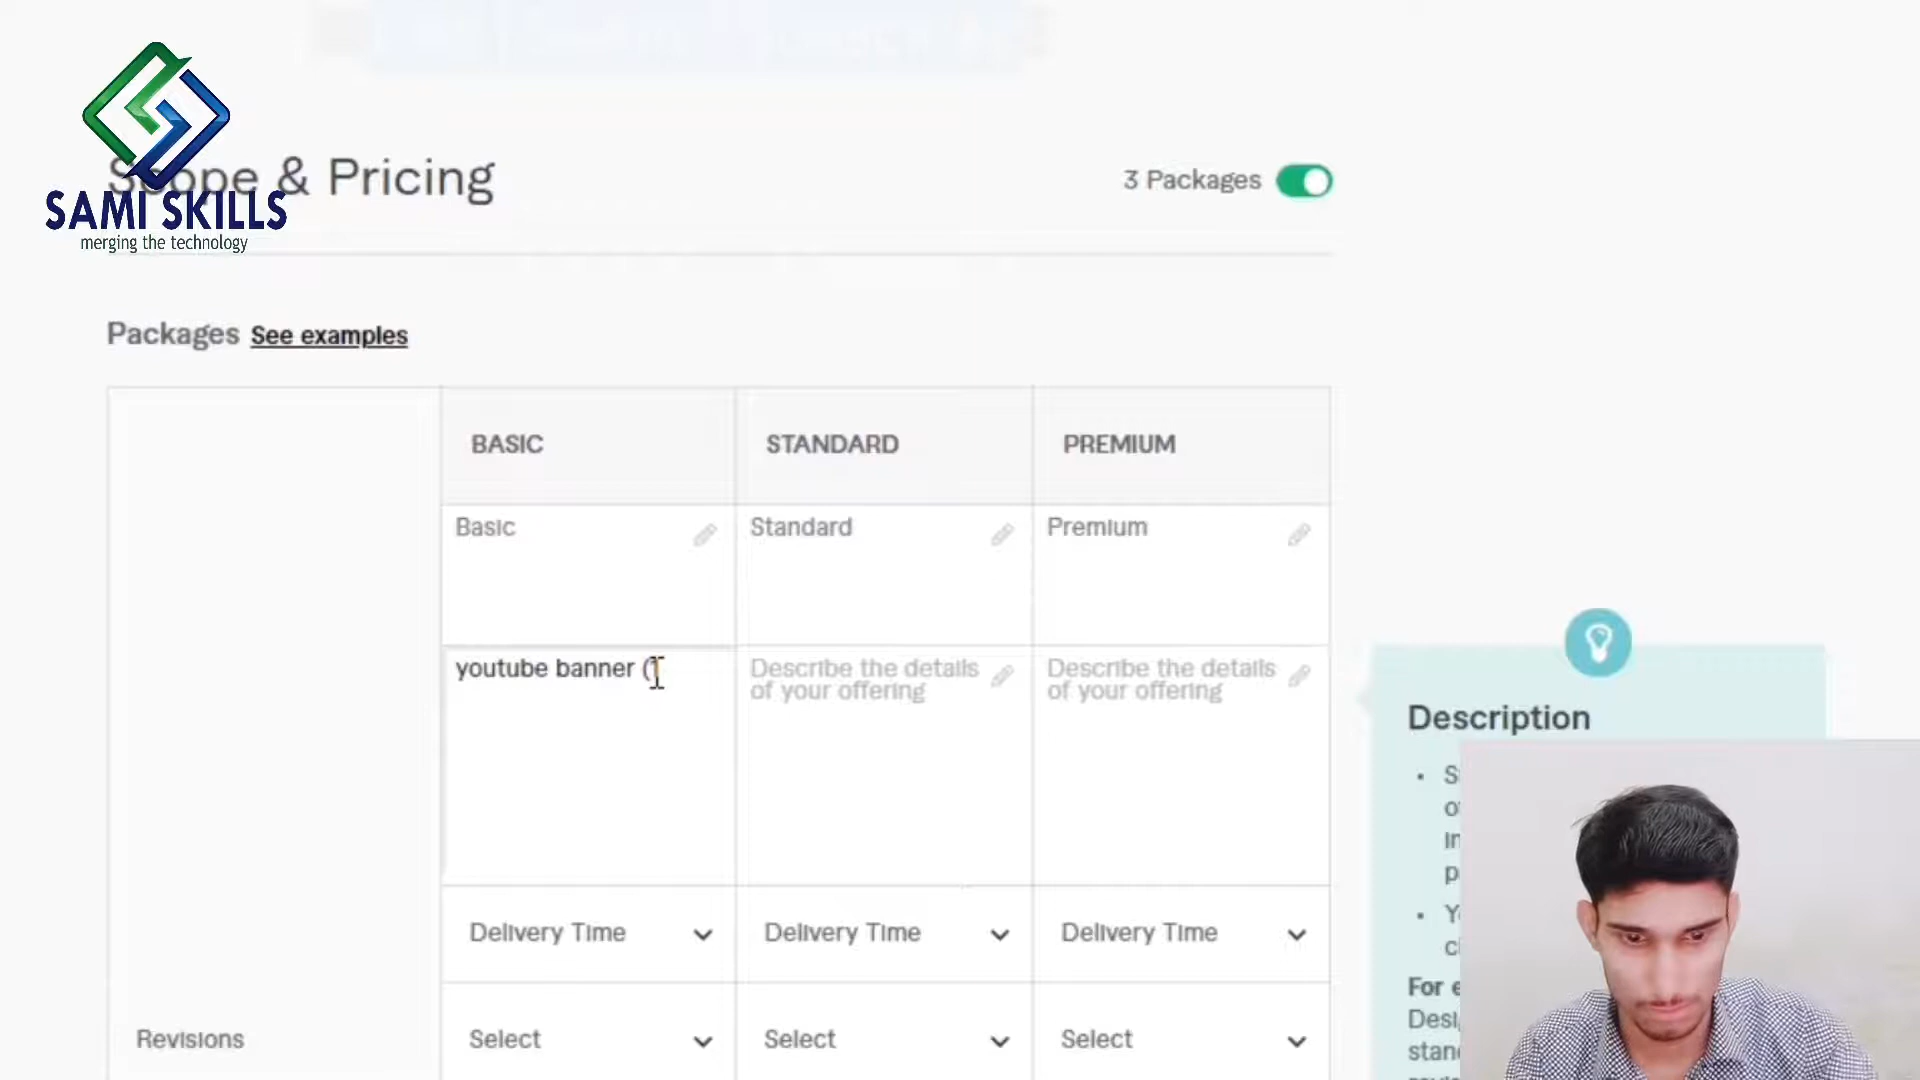 Scope & Pricing
SAMI SKILLS
merging the technology
3 Packages
Packages See examples
BASIC STANDARD PREMIUM
Basic Standard Premium
youtube banner (1
Describe the details
of your offering
Describe the details
of your offering
Description
Delivery Time Delivery Time Delivery Time
For
Revisions Select Select Select